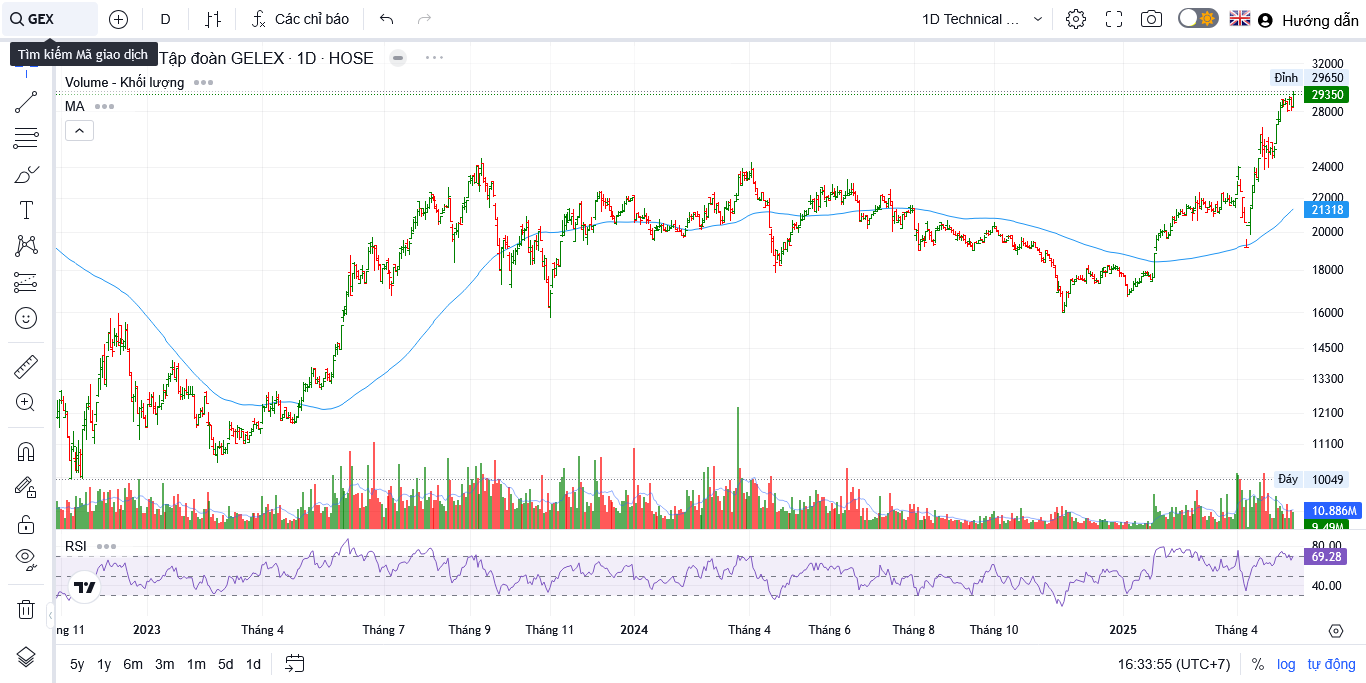 GEX
D
Các chỉ báo
1D Technical ...
Hướng dẫn
Tìm kiếm Mã giao dịch
Tập đoàn GELEX · 1D · HOSE
Volume - Khối lượng
MA
32000
Đỉnh 29650
29350
28000
24000
22000
21318
20000
18000
16000
14500
13300
12100
11100
Đáy 10049
10.886M
9.49M
RSI
80.00
69.28
40.00
ng 11 2023 Tháng 4 Tháng 7 Tháng 9 Tháng 11 2024 Tháng 4 Tháng 6 Tháng 8 Tháng 10 2025 Tháng 4
5y 1y 6m 3m 1m 5d 1d
16:33:55 (UTC+7) % log tự động